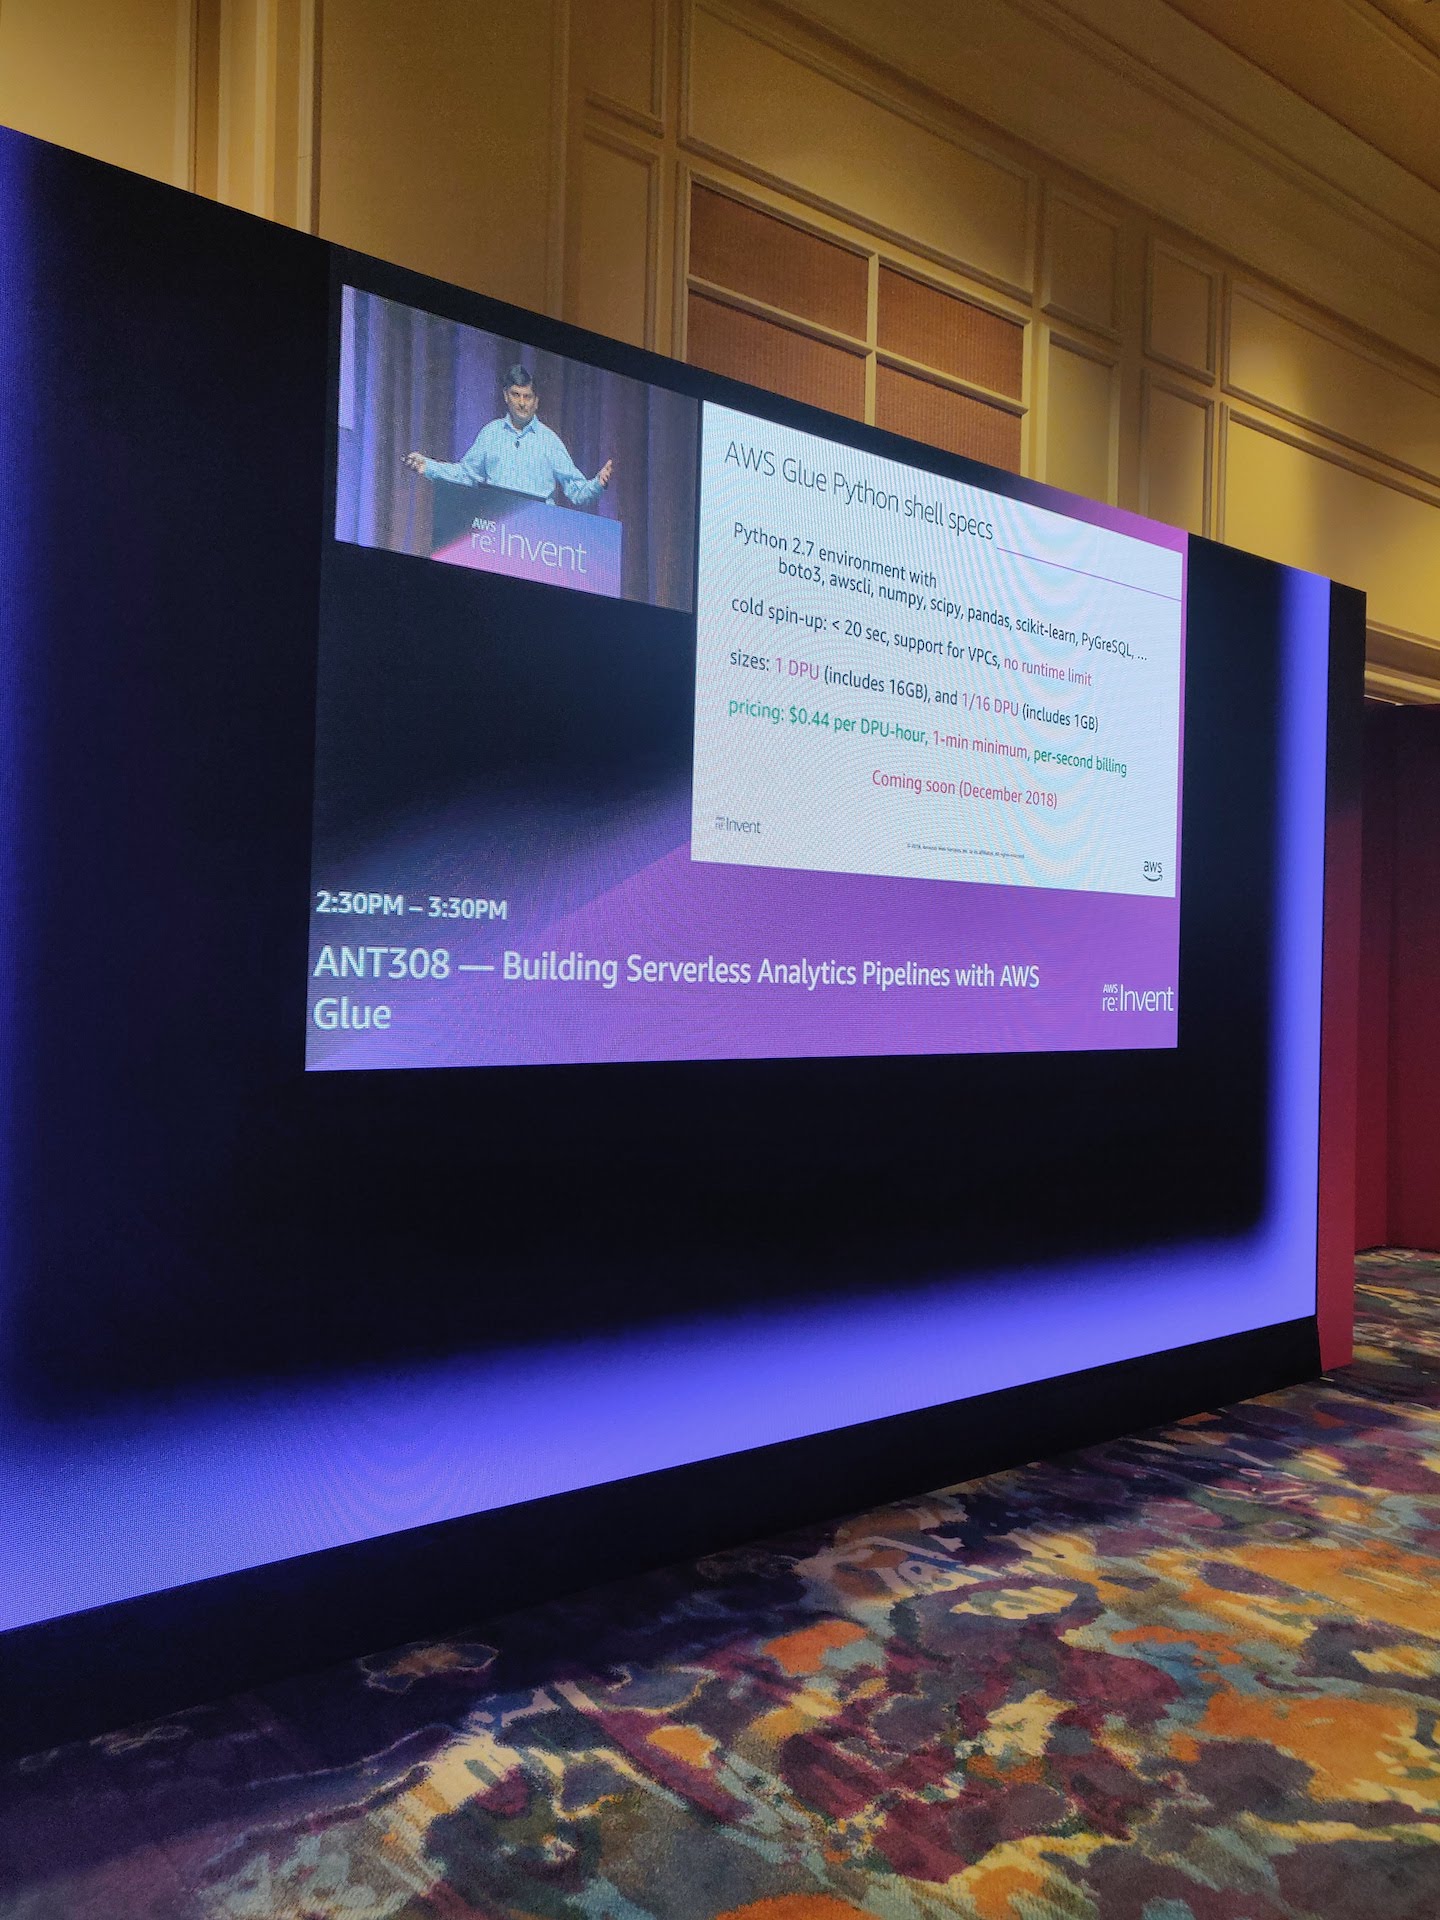 AWS
re:Invent
AWS Glue Python shell specs
Python 2.7 environment with
boto3, awscli, numpy, scipy, pandas, scikit-learn, PyGreSQL, ...
cold spin-up: < 20 sec, support for VPCs, no runtime limit
sizes: 1 DPU (includes 16GB), and 1/16 DPU (includes 1GB)
pricing: $0.44 per DPU-hour, 1-min minimum, per-second billing
Coming soon (December 2018)
AWS
re:Invent
aws
2:30PM – 3:30PM
ANT308 — Building Serverless Analytics Pipelines with AWS
Glue
AWS
re:Invent